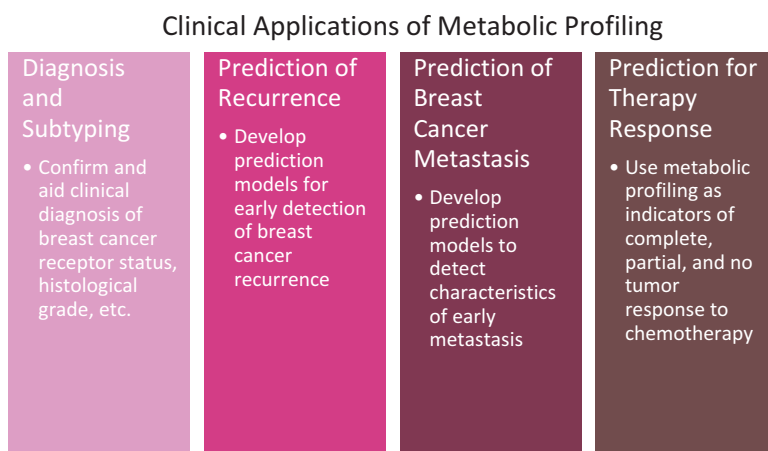 Clinical Applications of Metabolic Profiling
Diagnosis
and
Subtyping
• Confirm and
aid clinical
diagnosis of
breast cancer
receptor status,
histological
grade, etc.
Prediction of
Recurrence
• Develop
prediction
models for
early detection
of breast
cancer
recurrence
Prediction of
Breast
Cancer
Metastasis
• Develop
prediction
models to
detect
characteristics
of early
metastasis
Prediction for
Therapy
Response
• Use metabolic
profiling as
indicators of
complete,
partial, and no
tumor
response to
chemotherapy